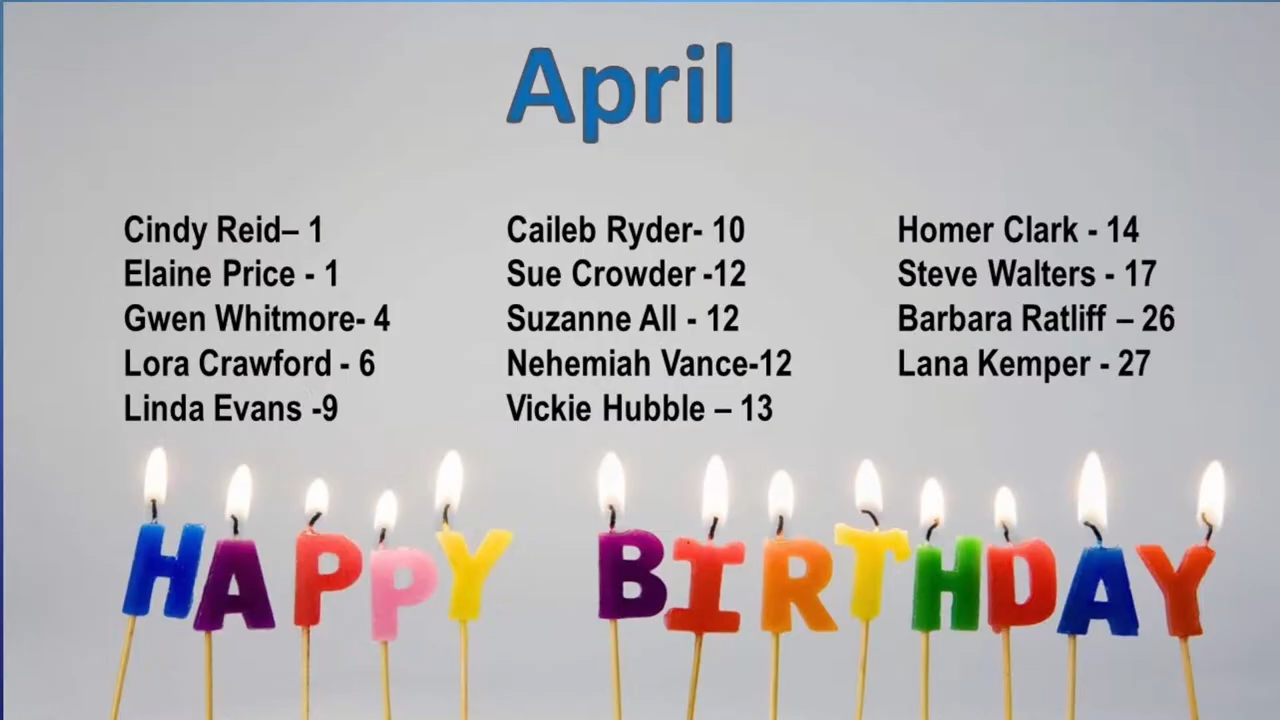 April
Cindy Reid– 1
Elaine Price - 1
Gwen Whitmore- 4
Lora Crawford - 6
Linda Evans -9
Caileb Ryder- 10
Sue Crowder -12
Suzanne All - 12
Nehemiah Vance-12
Vickie Hubble – 13
Homer Clark - 14
Steve Walters - 17
Barbara Ratliff – 26
Lana Kemper - 27
HAPPY BIRTHDAY